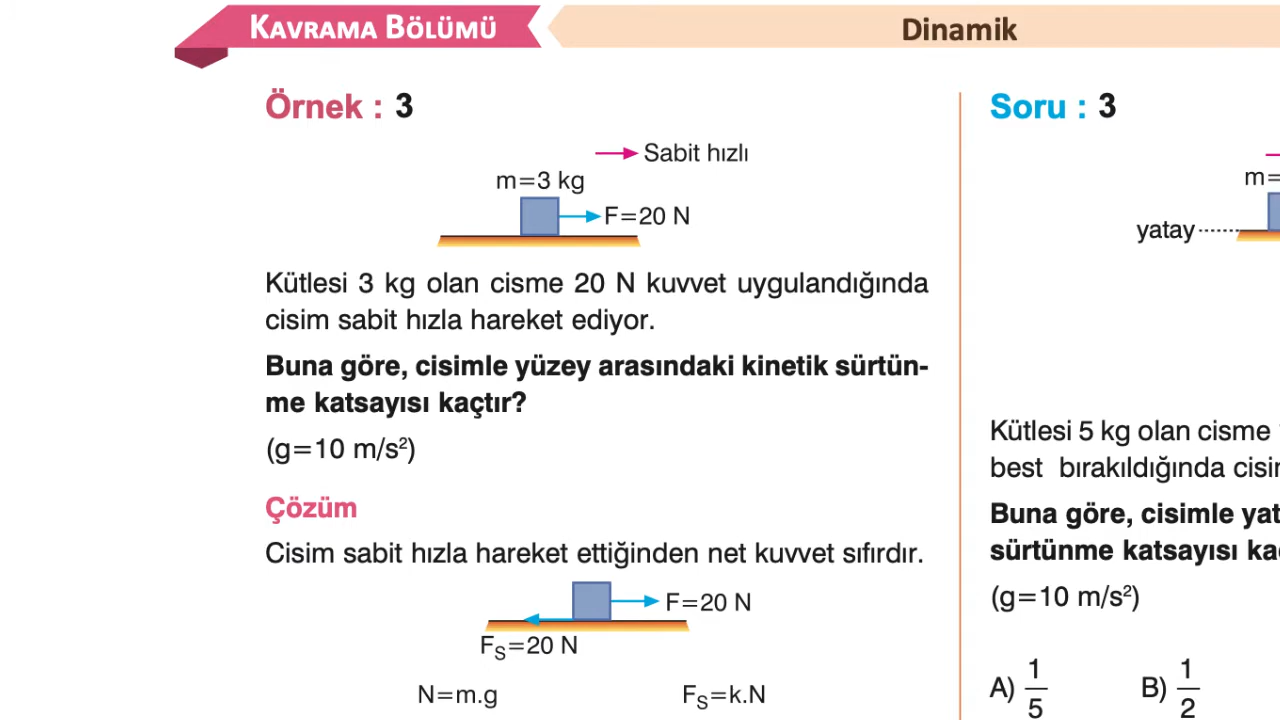 KAVRAMA BÖLÜMÜ
Dinamik
Örnek : 3
Sabit hızlı
m=3 kg
F=20 N
Kütlesi 3 kg olan cisme 20 N kuvvet uygulandığında
cisim sabit hızla hareket ediyor.
Buna göre, cisimle yüzey arasındaki kinetik sürtün-
me katsayısı kaçtır?
(g=10 m/s²)
Çözüm
Cisim sabit hızla hareket ettiğinden net kuvvet sıfırdır.
F=20 N
Fₛ=20 N
N=m.g
Fₛ=k.N
Soru : 3
m=
yatay
Kütlesi 5 kg olan cisme
best bırakıldığında
Buna göre, cisimle
sürtünme katsayısı
(g=10 m/s²)
A) 1/5
B) 1/2